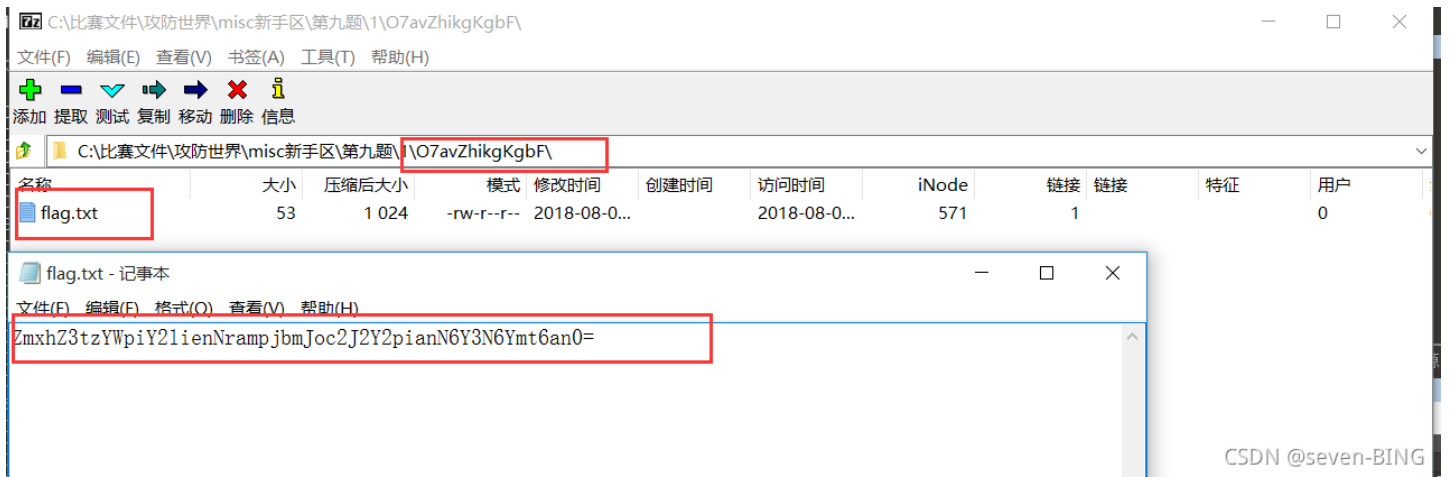 C:\比赛文件\攻防世界\misc新手区\第九题\1\O7avZhikgKgbF\
文件(F) 编辑(E) 查看(V) 书签(A) 工具(T) 帮助(H)
添加 提取 测试 复制 移动 删除 信息
C:\比赛文件\攻防世界\misc新手区\第九题\1\O7avZhikgKgbF\
名称 大小 压缩后大小 模式 修改时间 创建时间 访问时间 iNode 链接 链接 特征 用户
flag.txt 53 1 024 -rw-r--r-- 2018-08-0... 2018-08-0... 571 1 0
flag.txt - 记事本
文件(F) 编辑(E) 格式(O) 查看(V) 帮助(H)
ZmxhZ3tzYWpiY2lienNrampjbmJoc2J2Y2pianN6Y3N6Ymt6an0=
CSDN @seven-BING